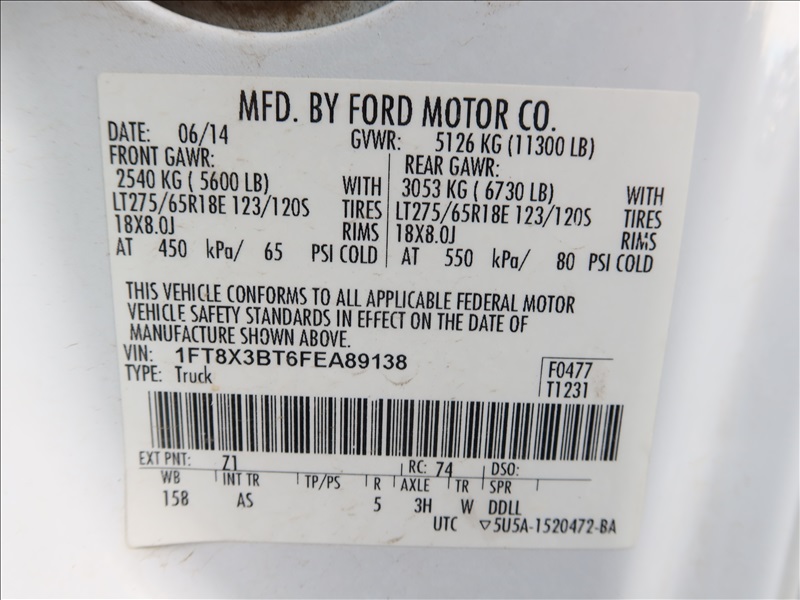 MFD. BY FORD MOTOR CO.
DATE: 06/14 GVWR: 5126 KG (11300 LB)
FRONT GAWR: REAR GAWR:
2540 KG ( 5600 LB) WITH 3053 KG ( 6730 LB) WITH
LT275/65R18E 123/120S TIRES LT275/65R18E 123/120S TIRES
18X8.0J RIMS 18X8.0J RIMS
AT 450 kPa/ 65 PSI COLD AT 550 kPa/ 80 PSI COLD
THIS VEHICLE CONFORMS TO ALL APPLICABLE FEDERAL MOTOR
VEHICLE SAFETY STANDARDS IN EFFECT ON THE DATE OF
MANUFACTURE SHOWN ABOVE.
VIN: 1FT8X3BT6FEA89138 F0477
TYPE: Truck T1231
EXT PNT: Z1 RC: 74 DSO:
WB INT TR TP/PS R AXLE TR SPR
158 AS 5 3H W DDLL
UTC ▽5U5A-1520472-BA